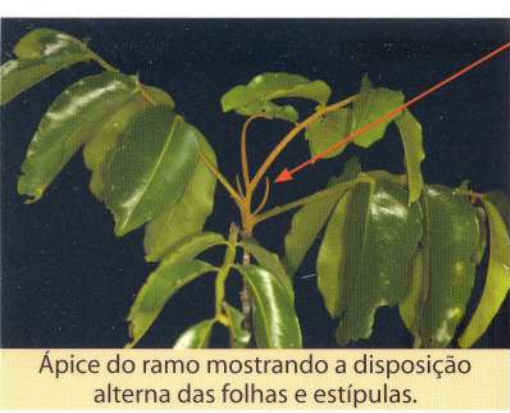 Ápice do ramo mostrando a disposição
alterna das folhas e estípulas.